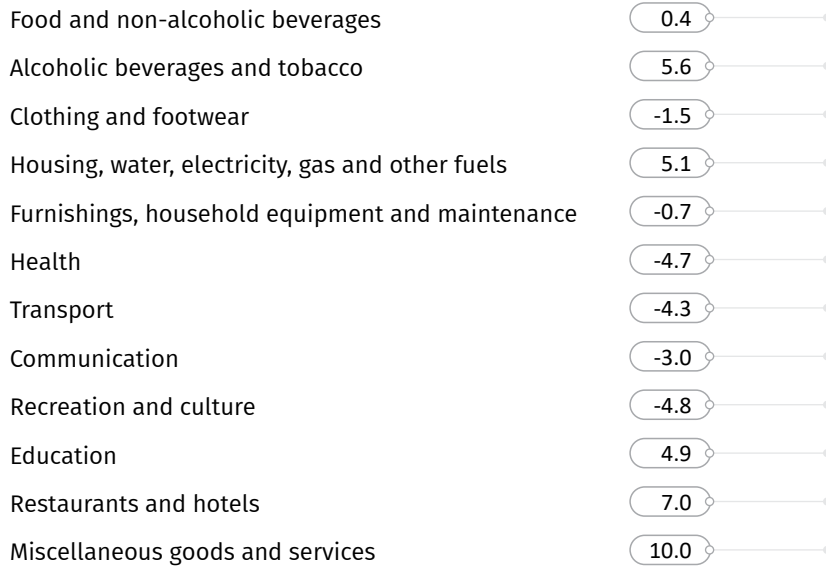 Food and non-alcoholic beverages 0.4
Alcoholic beverages and tobacco 5.6
Clothing and footwear -1.5
Housing, water, electricity, gas and other fuels 5.1
Furnishings, household equipment and maintenance -0.7
Health -4.7
Transport -4.3
Communication -3.0
Recreation and culture -4.8
Education 4.9
Restaurants and hotels 7.0
Miscellaneous goods and services 10.0